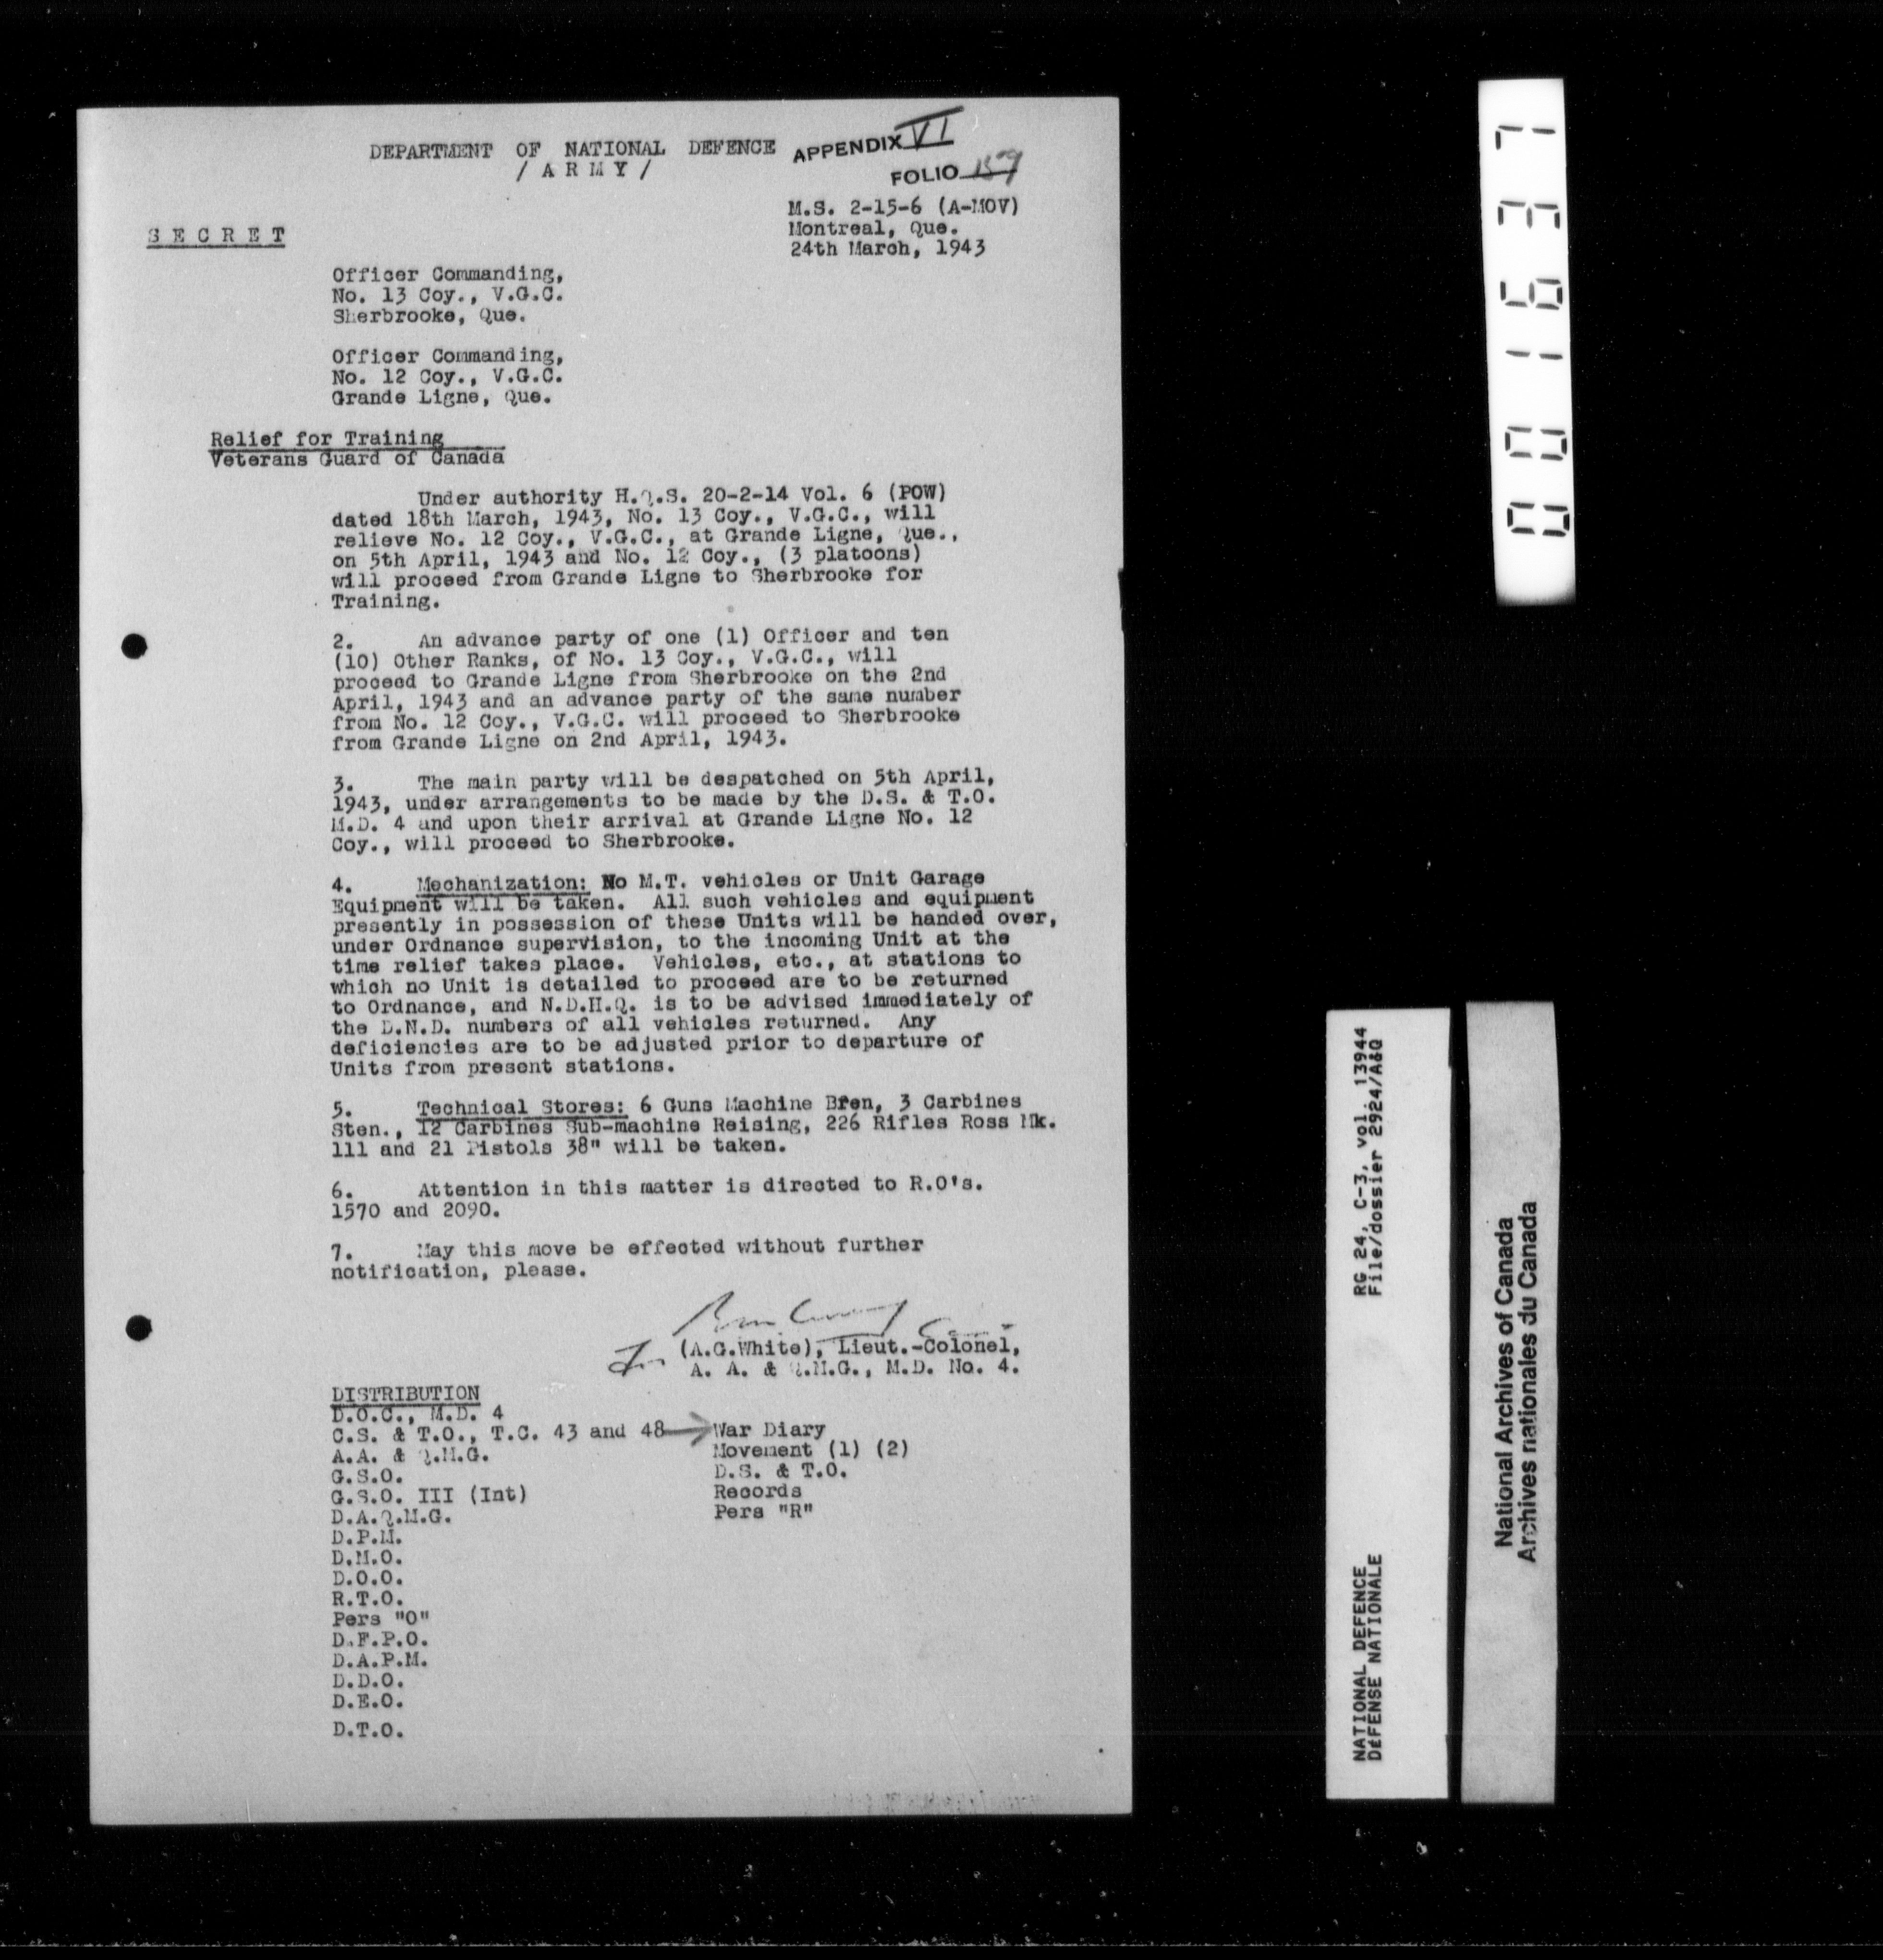 DEPARTMENT OF NATIONAL DEFENCE
/ A R M Y /
APPENDIX VI
FOLIO 159
M.S. 2-15-6 (A-MOV)
Montreal, Que.
24th March, 1943
S E C R E T
Officer Commanding,
No. 13 Coy., V.G.C.
Sherbrooke, Que.
Officer Commanding,
No. 12 Coy., V.G.C.
Grande Ligne, Que.
Relief for Training
Veterans Guard of Canada
Under authority H.Q.S. 20-2-14 Vol. 6 (POW)
dated 18th March, 1943, No. 13 Coy., V.G.C., will
relieve No. 12 Coy., V.G.C., at Grande Ligne, Que.,
on 5th April, 1943 and No. 12 Coy., (3 platoons)
will proceed from Grande Ligne to Sherbrooke for
Training.
2. An advance party of one (1) Officer and ten
(10) Other Ranks, of No. 13 Coy., V.G.C., will
proceed to Grande Ligne from Sherbrooke on the 2nd
April, 1943 and an advance party of the same number
from No. 12 Coy., V.G.C. will proceed to Sherbrooke
from Grande Ligne on 2nd April, 1943.
3. The main party will be despatched on 5th April,
1943, under arrangements to be made by the D.S. & T.O.
M.D. 4 and upon their arrival at Grande Ligne No. 12
Coy., will proceed to Sherbrooke.
4. Mechanization: No M.T. vehicles or Unit Garage
Equipment will be taken. All such vehicles and equipment
presently in possession of these Units will be handed over,
under Ordnance supervision, to the incoming Unit at the
time relief takes place. Vehicles, etc., at stations to
which no Unit is detailed to proceed are to be returned
to Ordnance, and N.D.H.Q. is to be advised immediately of
the D.N.D. numbers of all vehicles returned. Any
deficiencies are to be adjusted prior to departure of
Units from present stations.
5. Technical Stores: 6 Guns Machine Bren, 3 Carbines
Sten., 12 Carbines Sub-machine Reising, 226 Rifles Ross Mk.
111 and 21 Pistols 38" will be taken.
6. Attention in this matter is directed to R.O's.
1570 and 2090.
7. May this move be effected without further
notification, please.
for (A.G.White), Lieut.-Colonel,
A. A. & Q.M.G., M.D. No. 4.
DISTRIBUTION
D.O.C., M.D. 4
C.S. & T.O., T.C. 43 and 48
A.A. & Q.M.G.
G.S.O.
G.S.O. III (Int)
D.A.Q.M.G.
D.P.M.
D.M.O.
D.O.O.
R.T.O.
Pers "O"
D.F.P.O.
D.A.P.M.
D.D.O.
D.E.O.
D.T.O.
War Diary
Movement (1) (2)
D.S. & T.O.
Records
Pers "R"
001637
NATIONAL DEFENCE RG 24, C-3, vol. 13944
DÉFENSE NATIONALE File/dossier 2924/A&Q
National Archives of Canada
Archives nationales du Canada